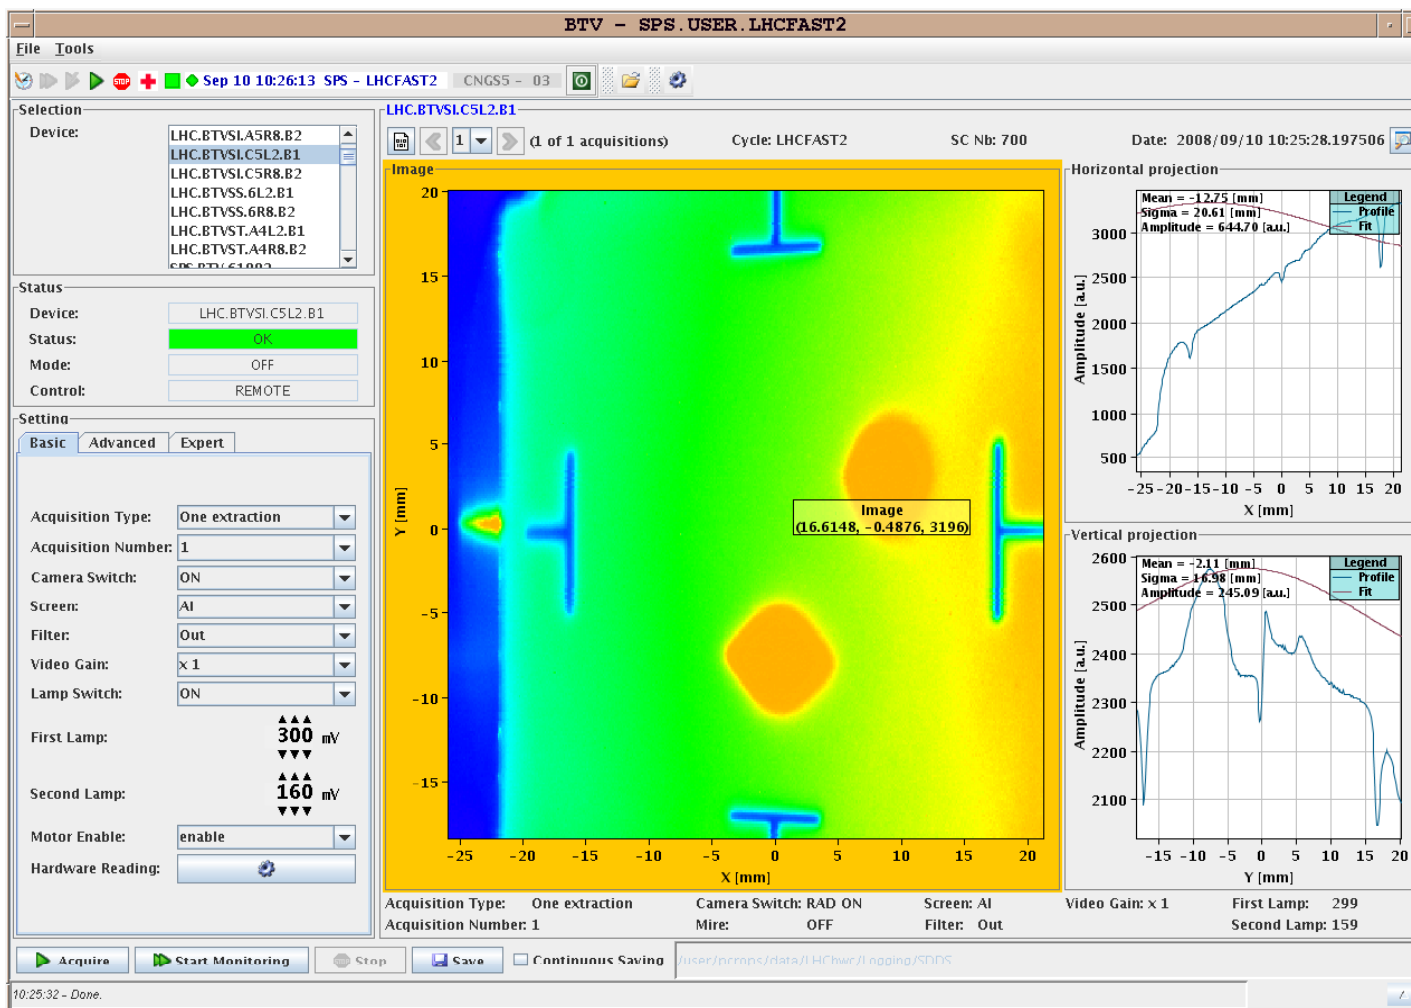 BTV - SPS.USER.LHCFAST2
File Tools
STOP Sep 10 10:26:13 SPS - LHCFAST2 CNGS5 - 03
Selection
Device:
LHC.BTVSI.A5R8.B2
LHC.BTVSI.C5L2.B1
LHC.BTVSI.C5R8.B2
LHC.BTVSS.6L2.B1
LHC.BTVSS.6R8.B2
LHC.BTVST.A4L2.B1
LHC.BTVST.A4R8.B2
Status
Device: LHC.BTVSI.C5L2.B1
Status: OK
Mode: OFF
Control: REMOTE
Setting
Basic Advanced Expert
Acquisition Type: One extraction
Acquisition Number: 1
Camera Switch: ON
Screen: Al
Filter: Out
Video Gain: x 1
Lamp Switch: ON
First Lamp: 300 mV
Second Lamp: 160 mV
Motor Enable: enable
Hardware Reading:
LHC.BTVSI.C5L2.B1
1 (1 of 1 acquisitions) Cycle: LHCFAST2 SC Nb: 700 Date: 2008/09/10 10:25:28.197506
Image
20
15
10
5
0
-5
-10
-15
Y [mm]
-25 -20 -15 -10 -5 0 5 10 15 20
X [mm]
Image
(16.6148, -0.4876, 3196)
Horizontal projection
Mean = -12.75 [mm]
Sigma = 20.61 [mm]
Amplitude = 644.70 [a.u.]
Legend
Profile
Fit
3000
2500
2000
1500
1000
500
Amplitude [a.u.]
-25 -20 -15 -10 -5 0 5 10 15 20
X [mm]
Vertical projection
Mean = -2.11 [mm]
Sigma = 16.98 [mm]
Amplitude = 245.09 [a.u.]
Legend
Profile
Fit
2600
2500
2400
2300
2200
2100
Amplitude [a.u.]
-15 -10 -5 0 5 10 15 20
Y [mm]
Acquisition Type: One extraction Camera Switch: RAD ON Screen: Al Video Gain: x 1 First Lamp: 299
Acquisition Number: 1 Mire: OFF Filter: Out Second Lamp: 159
Acquire Start Monitoring Stop Save Continuous Saving /user/pcrops/data/LHChwc/Logging/SDDS
10:25:32 - Done.